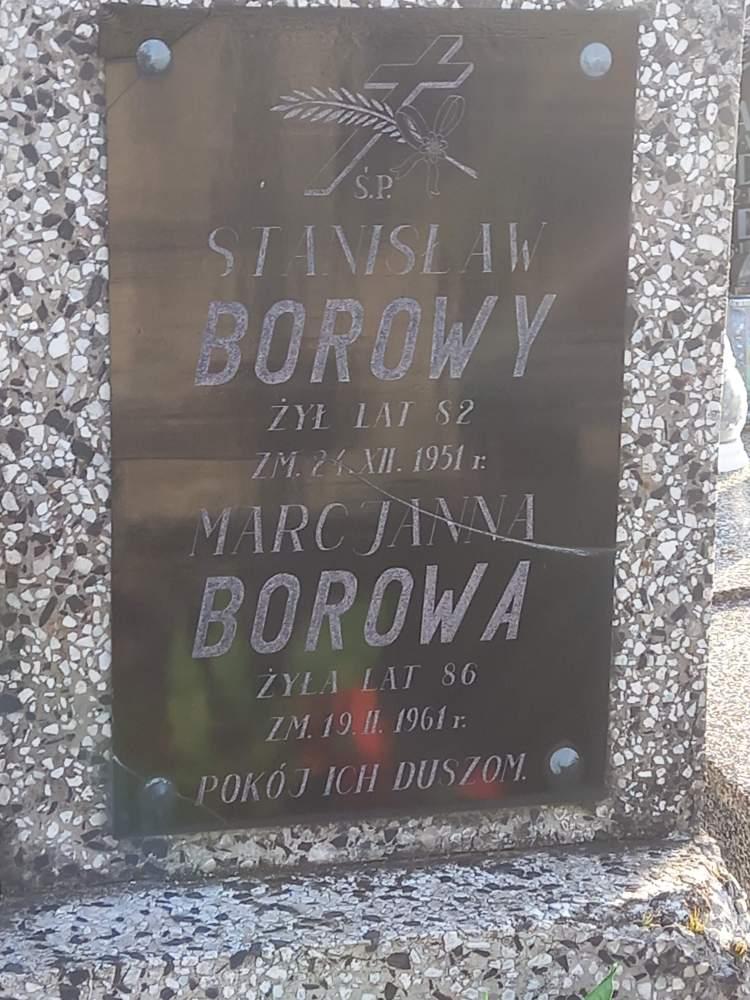 Ś.P.
STANISŁAW
BOROWY
ŻYŁ LAT 82
ZM. 24. XII. 1951 r.
MARCJANNA
BOROWA
ŻYŁA LAT 86
ZM. 19. II. 1961 r.
POKÓJ ICH DUSZOM.